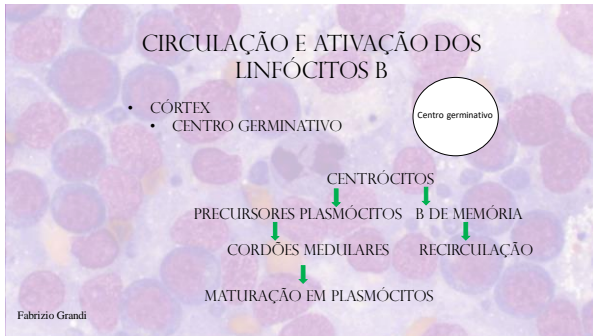 CIRCULAÇÃO E ATIVAÇÃO DOS
LINFÓCITOS B
• CÓRTEX
• CENTRO GERMINATIVO
Centro germinativo
CENTRÓCITOS
PRECURSORES PLASMÓCITOS B DE MEMÓRIA
CORDÕES MEDULARES RECIRCULAÇÃO
MATURAÇÃO EM PLASMÓCITOS
Fabrizio Grandi